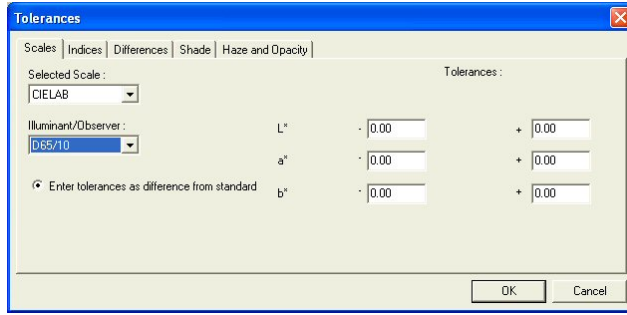 Tolerances
Scales Indices Differences Shade Haze and Opacity
Selected Scale :
Tolerances :
CIELAB
Illuminant/Observer :
D65/10
L* - 0.00 + 0.00
a* - 0.00 + 0.00
Enter tolerances as difference from standard
b* - 0.00 + 0.00
OK Cancel